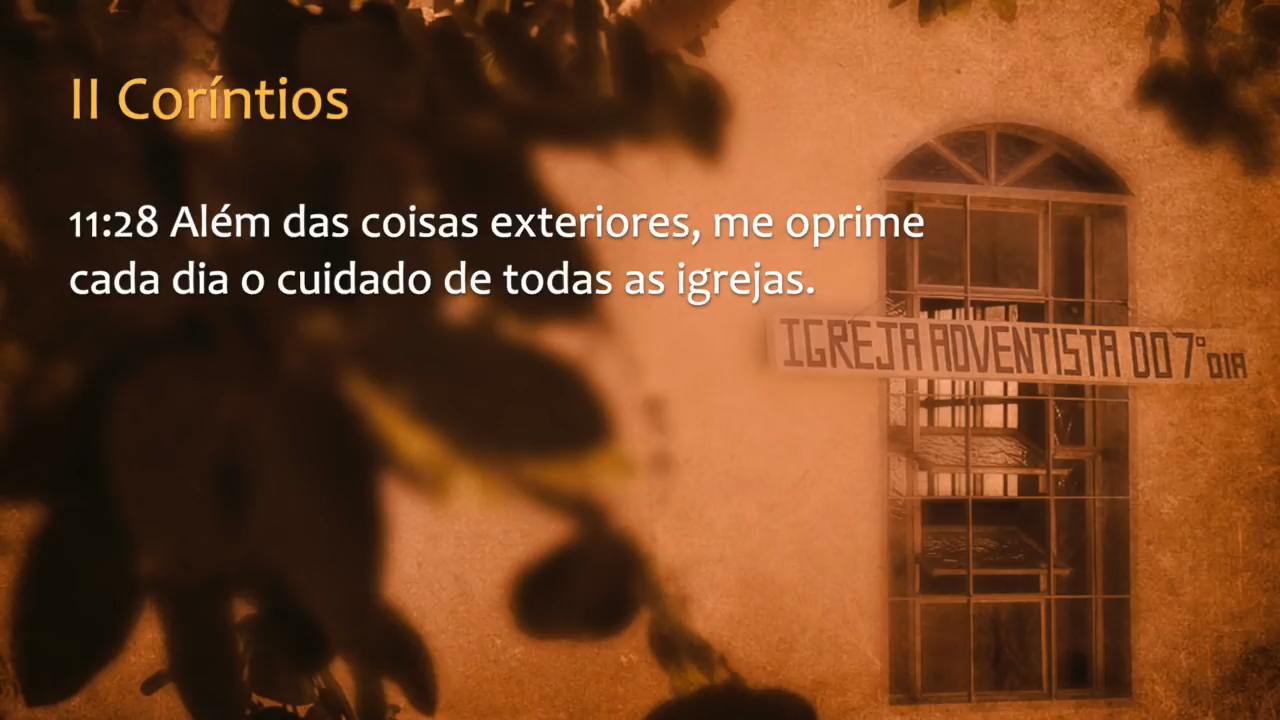 II Coríntios
11:28 Além das coisas exteriores, me oprime
cada dia o cuidado de todas as igrejas.
IGREJA ADVENTISTA DO 7° DIA